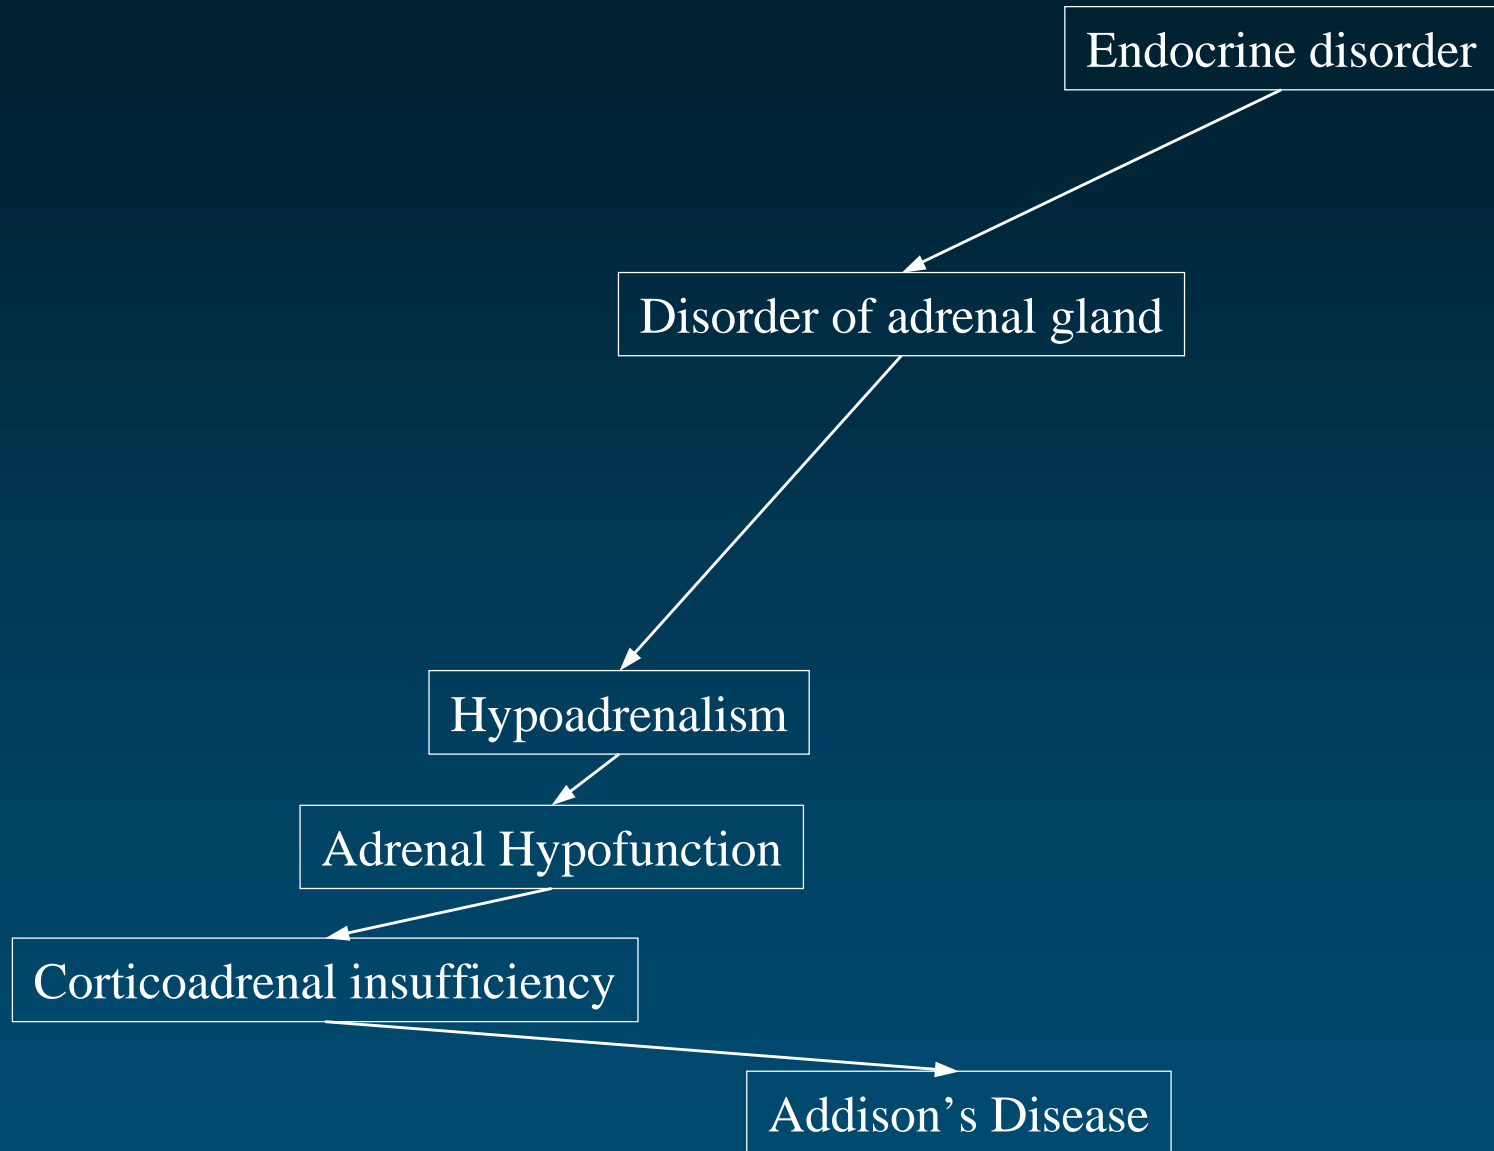 Endocrine disorder
Disorder of adrenal gland
Hypoadrenalism
Adrenal Hypofunction
Corticoadrenal insufficiency
Addison’s Disease